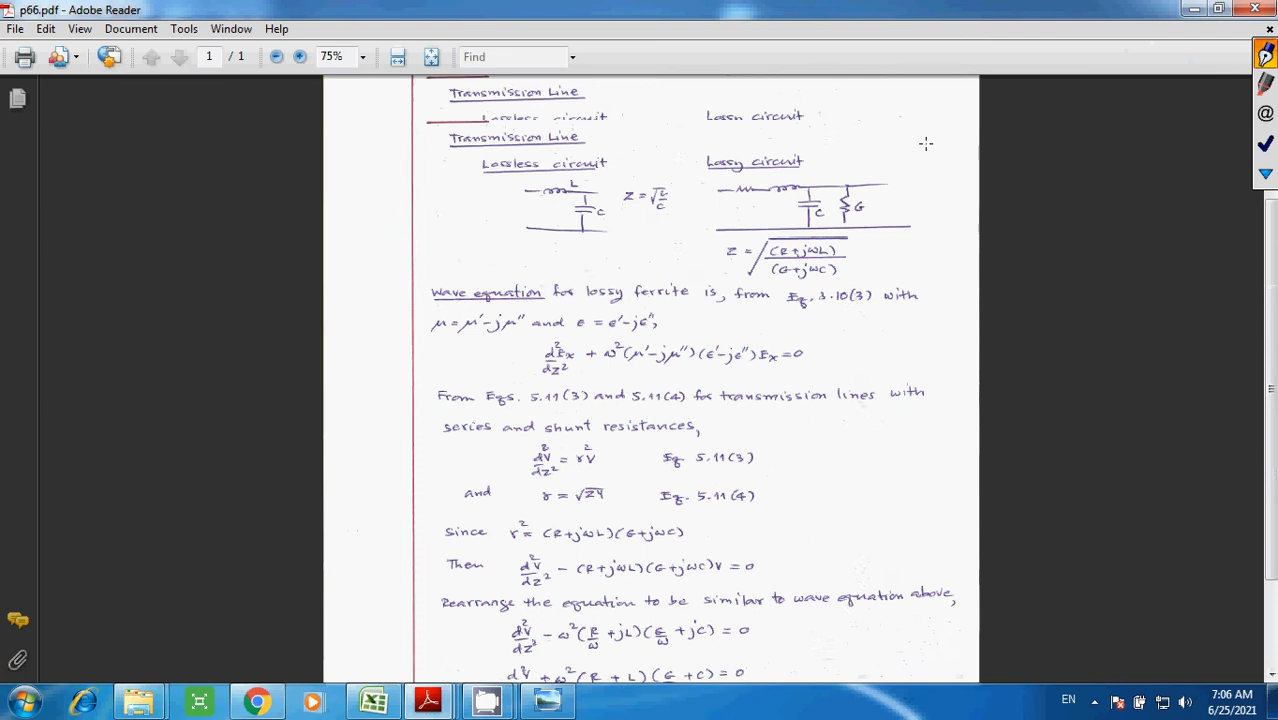 p66.pdf - Adobe Reader
File Edit View Document Tools Window Help
1 / 1 75% Find
Transmission Line
Lossless circuit Lossy circuit
Transmission Line
Lossless circuit Lossy circuit
L
C
Z = √(L/C)
C G
Z = √((R+jωL)/(G+jωC))
Wave equation for lossy ferrite is, from Eq. 3.10(3) with
μ = μ′-jμ″ and ϵ = ϵ′-jϵ″,
d²Ex/dz² + ω²(μ′-jμ″)(ϵ′-jϵ″)Ex = 0
From Eqs. 5.11(3) and 5.11(4) for transmission lines with
series and shunt resistances,
d²V/dz² = γ²V Eq 5.11(3)
and γ = √ZY Eq. 5.11(4)
Since γ² = (R+jωL)(G+jωC)
Then d²V/dz² - (R+jωL)(G+jωC)V = 0
Rearrange the equation to be similar to wave equation above,
d²V/dz² - ω²(R/ω + jL)(G/ω + jC) = 0
d²V + ω²(R + L)(G + C) = 0
EN
7:06 AM
6/25/2021